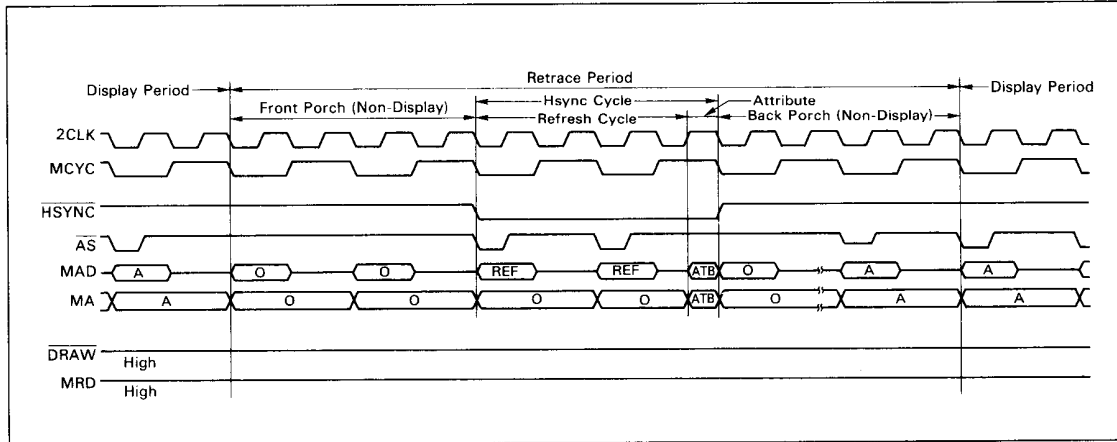 Retrace Period
Display Period
Display Period
Hsync Cycle
Attribute
Front Porch (Non-Display)
Refresh Cycle
Back Porch (Non-Display)
2CLK
MCYC
HSYNC
AS
MAD A O O REF REF ATB O A A
MA A O O O O ATB O A A
DRAW
High
MRD
High